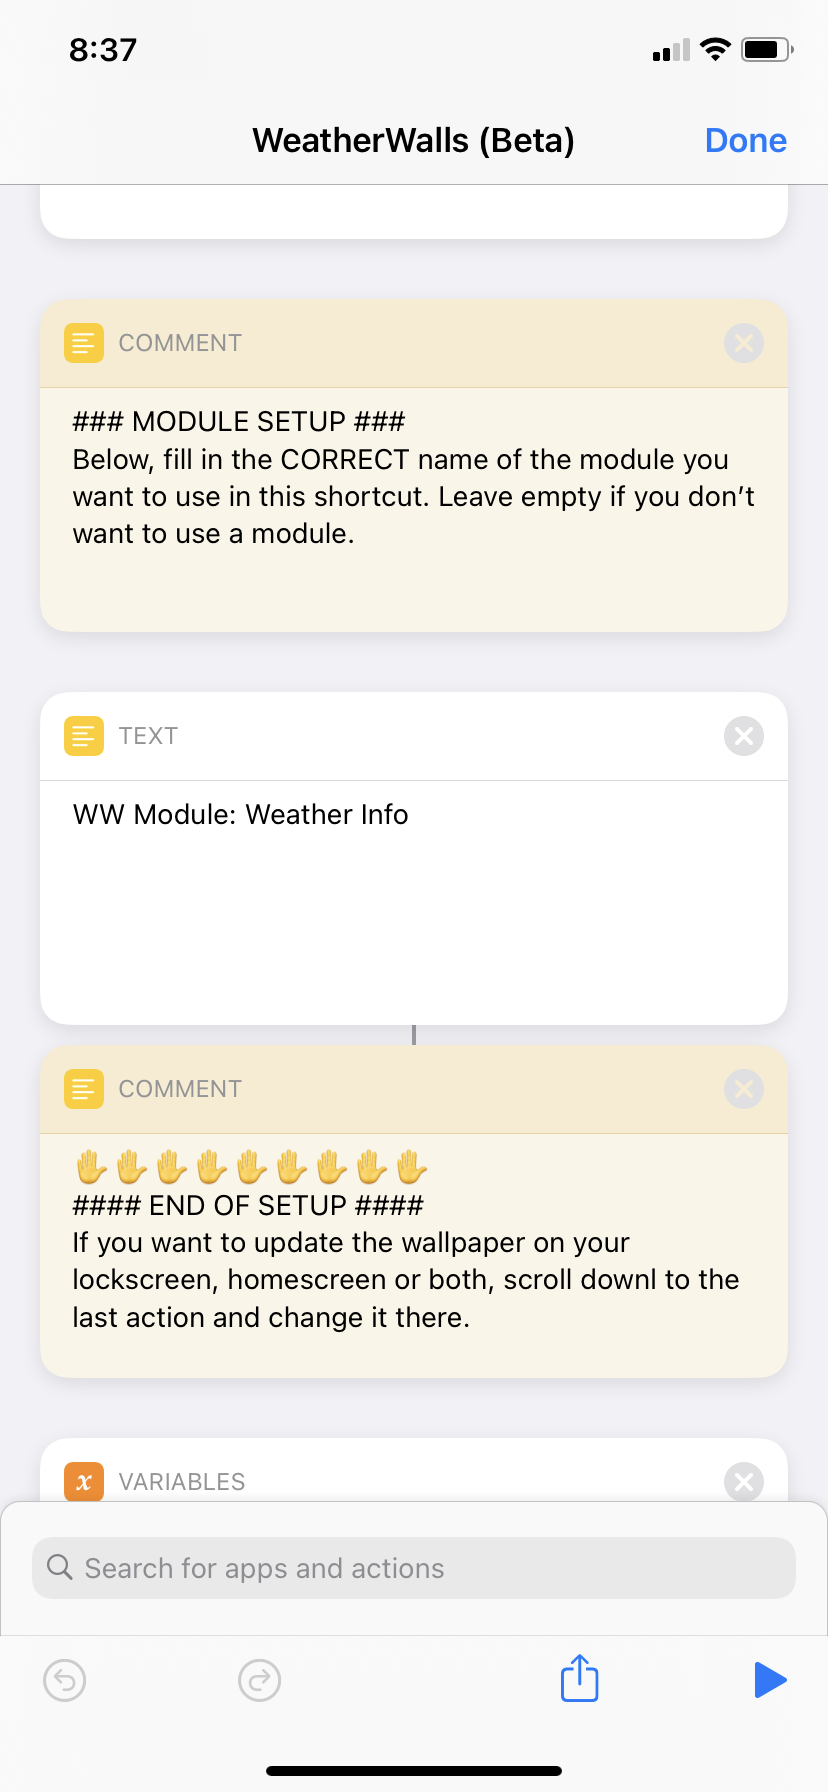 8:37
WeatherWalls (Beta)
Done
COMMENT
### MODULE SETUP ###
Below, fill in the CORRECT name of the module you
want to use in this shortcut. Leave empty if you don’t
want to use a module.
TEXT
WW Module: Weather Info
COMMENT
✋✋✋✋✋✋✋✋✋
#### END OF SETUP ####
If you want to update the wallpaper on your
lockscreen, homescreen or both, scroll downl to the
last action and change it there.
x VARIABLES
Search for apps and actions